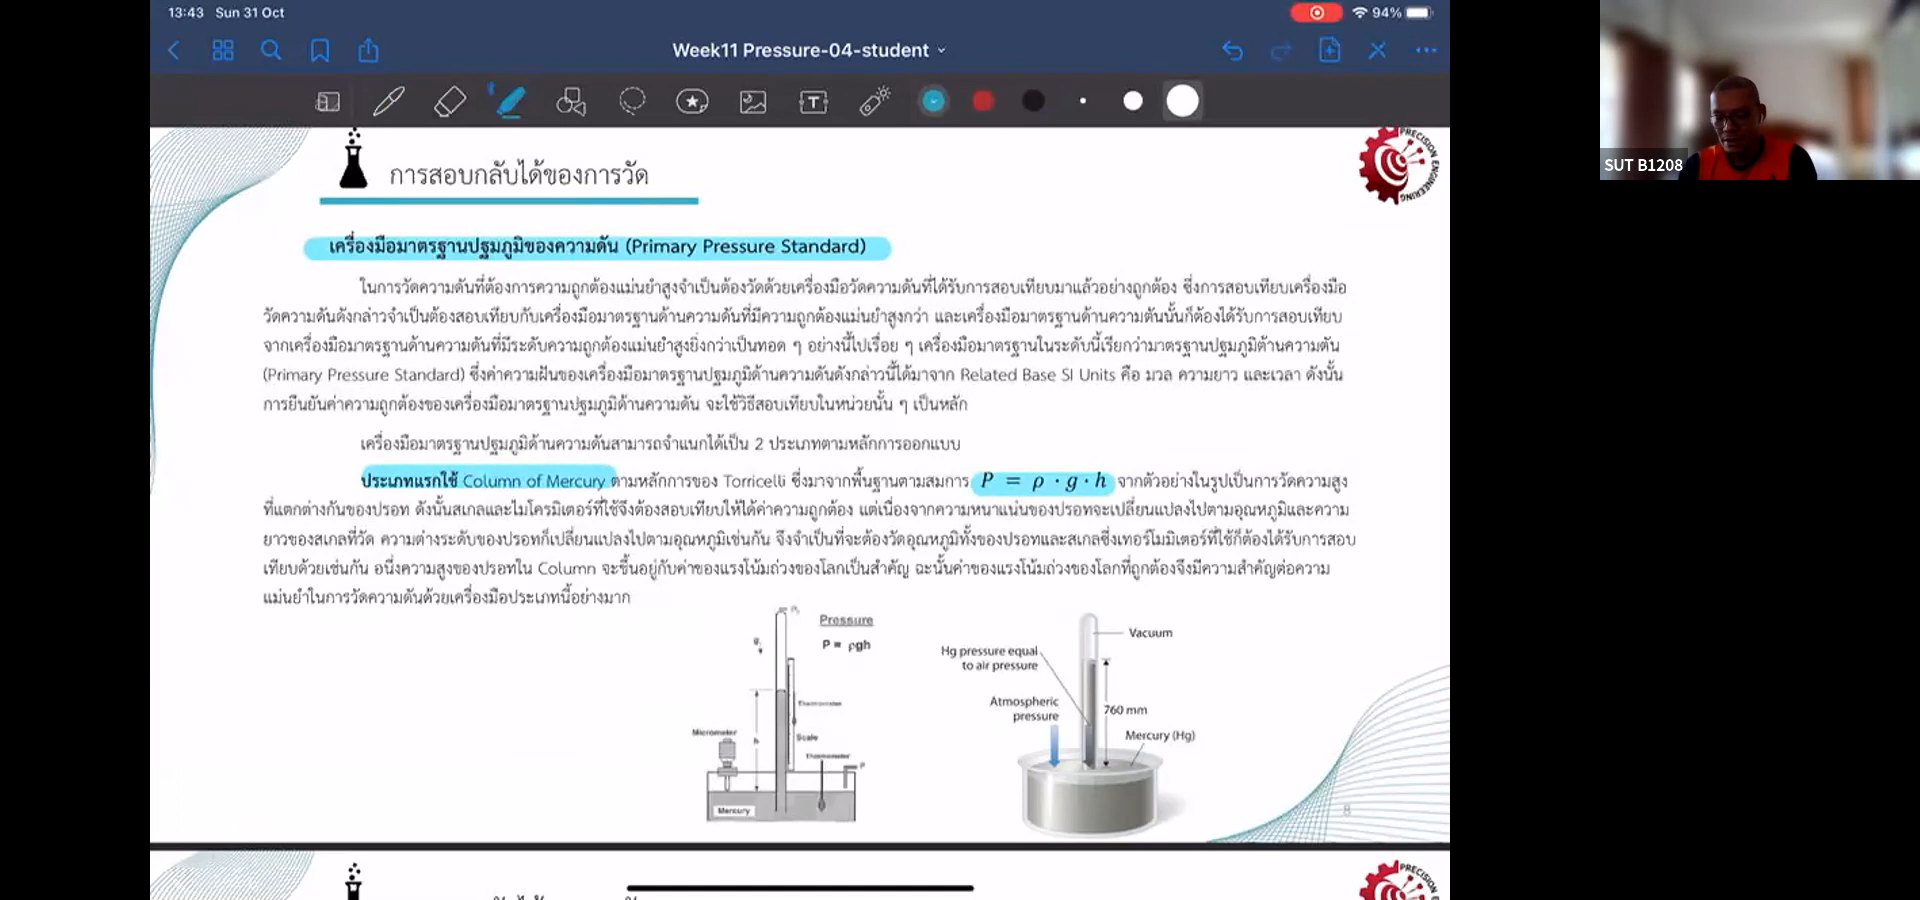 13:43 Sun 31 Oct
94%
Week11 Pressure-04-student
SUT B1208
PRECISION ENGINEERING
การสอบกลับได้ของการวัด
เครื่องมือมาตรฐานปฐมภูมิของความดัน (Primary Pressure Standard)
ในการวัดความดันที่ต้องการความถูกต้องแม่นยำสูงจำเป็นต้องวัดด้วยเครื่องมือวัดความดันที่ได้รับการสอบเทียบมาแล้วอย่างถูกต้อง ซึ่งการสอบเทียบเครื่องมือ
วัดความดันดังกล่าวจำเป็นต้องสอบเทียบกับเครื่องมือมาตรฐานด้านความดันที่มีความถูกต้องแม่นยำสูงกว่า และเครื่องมือมาตรฐานด้านความดันนั้นก็ต้องได้รับการสอบเทียบ
จากเครื่องมือมาตรฐานด้านความดันที่มีระดับความถูกต้องแม่นยำสูงยิ่งกว่าเป็นทอด ๆ อย่างนี้ไปเรื่อย ๆ เครื่องมือมาตรฐานในระดับนี้เรียกว่ามาตรฐานปฐมภูมิด้านความดัน
(Primary Pressure Standard) ซึ่งค่าความฝันของเครื่องมือมาตรฐานปฐมภูมิด้านความดันดังกล่าวนี้ได้มาจาก Related Base SI Units คือ มวล ความยาว และเวลา ดังนั้น
การยืนยันค่าความถูกต้องของเครื่องมือมาตรฐานปฐมภูมิด้านความดัน จะใช้วิธีสอบเทียบในหน่วยนั้น ๆ เป็นหลัก
เครื่องมือมาตรฐานปฐมภูมิด้านความดันสามารถจำแนกได้เป็น 2 ประเภทตามหลักการออกแบบ
ประเภทแรกใช้ Column of Mercury ตามหลักการของ Torricelli ซึ่งมาจากพื้นฐานตามสมการ P = ρ · g · h จากตัวอย่างในรูปเป็นการวัดความสูง
ที่แตกต่างกันของปรอท ดังนั้นสเกลและไมโครมิเตอร์ที่ใช้จึงต้องสอบเทียบให้ได้ค่าความถูกต้อง แต่เนื่องจากความหนาแน่นของปรอทจะเปลี่ยนแปลงไปตามอุณหภูมิและความ
ยาวของสเกลที่วัด ความต่างระดับของปรอทก็เปลี่ยนแปลงไปตามอุณหภูมิเช่นกัน จึงจำเป็นที่จะต้องวัดอุณหภูมิทั้งของปรอทและสเกลซึ่งเทอร์โมมิเตอร์ที่ใช้ก็ต้องได้รับการสอบ
เทียบด้วยเช่นกัน อนึ่งความสูงของปรอทใน Column จะขึ้นอยู่กับค่าของแรงโน้มถ่วงของโลกเป็นสำคัญ ฉะนั้นค่าของแรงโน้มถ่วงของโลกที่ถูกต้องจึงมีความสำคัญต่อความ
แม่นยำในการวัดความดันด้วยเครื่องมือประเภทนี้อย่างมาก
Pressure
P = ρgh
g
Thermometer
Micrometer
h
Scale
Thermometer
P
Mercury
Vacuum
Hg pressure equal
to air pressure
Atmospheric
pressure
760 mm
Mercury (Hg)
8